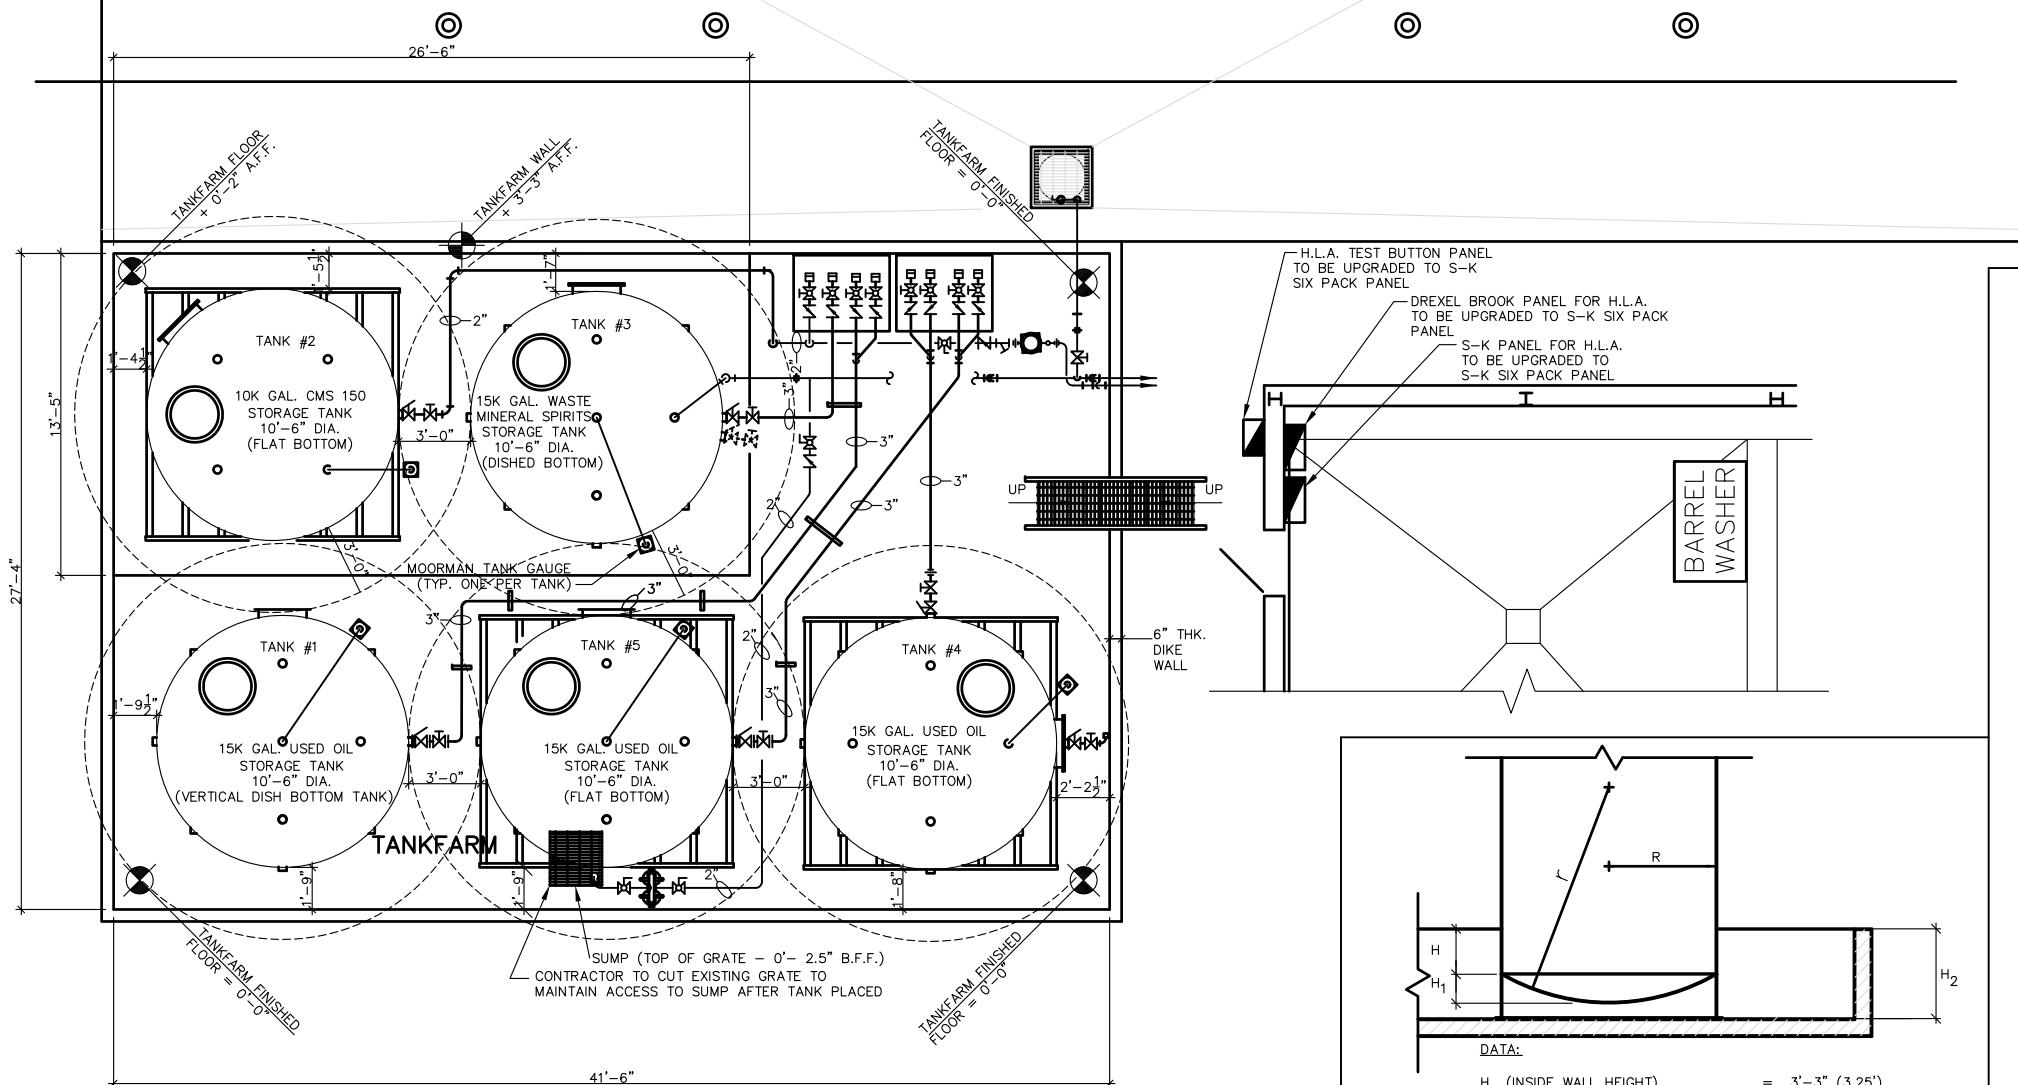 26'-6"
TANKFARM FLOOR
+ 0'-2" A.F.F.
TANKFARM WALL
+ 3'-3" A.F.F.
TANKFARM FINISHED
FLOOR = 0'-0"
H.L.A. TEST BUTTON PANEL
TO BE UPGRADED TO S-K
SIX PACK PANEL
DREXEL BROOK PANEL FOR H.L.A.
TO BE UPGRADED TO S-K SIX PACK
PANEL
S-K PANEL FOR H.L.A.
TO BE UPGRADED TO
S-K SIX PACK PANEL
1'-5 1/2"
1'-7"
2"
TANK #2
TANK #3
1'-4 1/2"
10K GAL. CMS 150
STORAGE TANK
10'-6" DIA.
(FLAT BOTTOM)
15K GAL. WASTE
MINERAL SPIRITS
STORAGE TANK
10'-6" DIA.
(DISHED BOTTOM)
3'-0"
2"
3"
3"
3"
3"
2"
13'-5"
27'-4"
UP
UP
BARREL
WASHER
3'-0"
3'-0"
MOORMAN TANK GAUGE
(TYP. ONE PER TANK)
3"
3"
2"
3"
6" THK.
DIKE
WALL
TANK #1
TANK #5
TANK #4
1'-9 1/2"
15K GAL. USED OIL
STORAGE TANK
10'-6" DIA.
(VERTICAL DISH BOTTOM TANK)
15K GAL. USED OIL
STORAGE TANK
10'-6" DIA.
(FLAT BOTTOM)
15K GAL. USED OIL
STORAGE TANK
10'-6" DIA.
(FLAT BOTTOM)
3'-0"
3'-0"
2'-2 1/2"
TANKFARM
1'-9"
1'-9"
2"
1'-8"
TANKFARM FINISHED
FLOOR = 0'-0"
SUMP (TOP OF GRATE - 0'- 2.5" B.F.F.)
CONTRACTOR TO CUT EXISTING GRATE TO
MAINTAIN ACCESS TO SUMP AFTER TANK PLACED
TANKFARM FINISHED
FLOOR = 0'-0"
41'-6"
r
R
H
H1
H2
DATA:
H (INSIDE WALL HEIGHT) = 3'-3" (3.25')